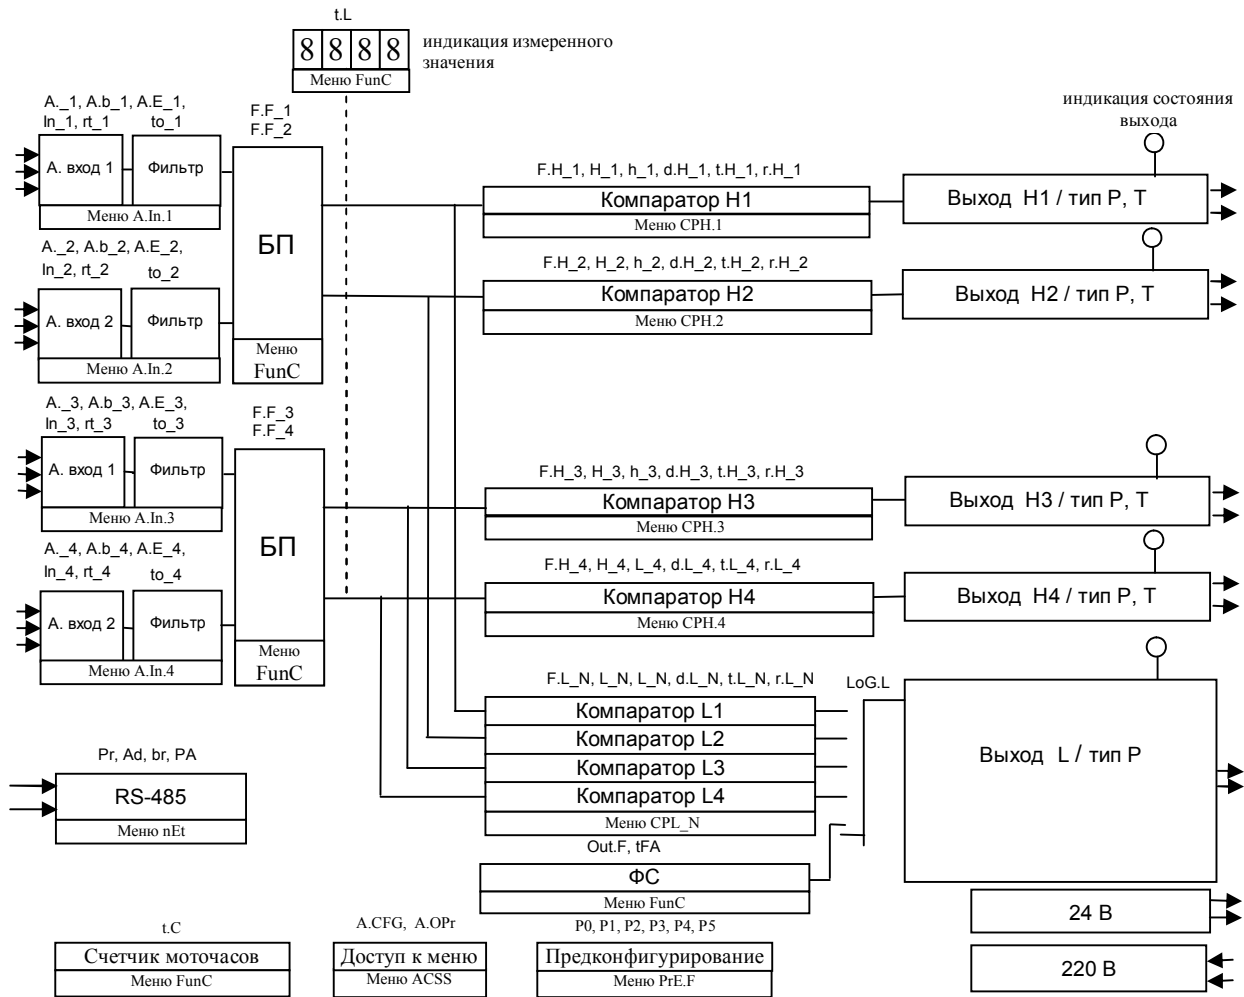 t.L
8 8 8 8
Меню FunC
индикация измеренного
значения
A._1, A.b_1, A.E_1,
In_1, rt_1
to_1
А. вход 1
Фильтр
Меню A.In.1
F.F_1
F.F_2
БП
Меню
FunC
A._2, A.b_2, A.E_2,
In_2, rt_2
to_2
А. вход 2
Фильтр
Меню A.In.2
индикация состояния
выхода
F.H_1, H_1, h_1, d.H_1, t.H_1, r.H_1
Компаратор H1
Меню CPH.1
Выход H1 / тип Р, Т
F.H_2, H_2, h_2, d.H_2, t.H_2, r.H_2
Компаратор H2
Меню CPH.2
Выход H2 / тип Р, Т
A._3, A.b_3, A.E_3,
In_3, rt_3
to_3
А. вход 1
Фильтр
Меню A.In.3
F.F_3
F.F_4
БП
Меню
FunC
A._4, A.b_4, A.E_4,
In_4, rt_4
to_4
А. вход 2
Фильтр
Меню A.In.4
F.H_3, H_3, h_3, d.H_3, t.H_3, r.H_3
Компаратор H3
Меню CPH.3
Выход H3 / тип Р, Т
F.H_4, H_4, L_4, d.L_4, t.L_4, r.L_4
Компаратор H4
Меню CPH.4
Выход H4 / тип Р, Т
F.L_N, L_N, L_N, d.L_N, t.L_N, r.L_N
LoG.L
Компаратор L1
Компаратор L2
Компаратор L3
Компаратор L4
Меню CPL_N
Выход L / тип Р
Pr, Ad, br, PA
RS-485
Меню nEt
Out.F, tFA
ФС
Меню FunC
24 В
220 В
t.C
Счетчик моточасов
Меню FunC
A.CFG, A.OPr
Доступ к меню
Меню ACSS
P0, P1, P2, P3, P4, P5
Предконфигурирование
Меню PrE.F